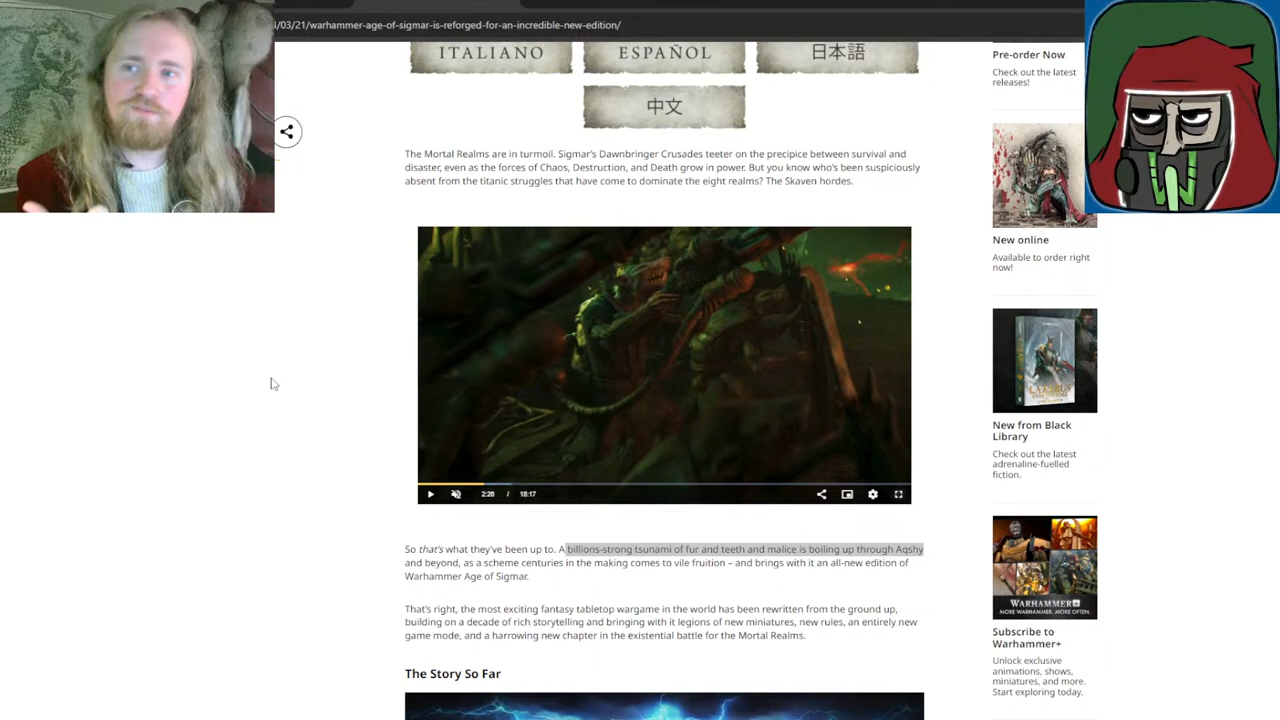 /03/21/warhammer-age-of-sigmar-is-reforged-for-an-incredible-new-edition/
ITALIANO
ESPAÑOL
日本語
中文
The Mortal Realms are in turmoil. Sigmar's Dawnbringer Crusades teeter on the precipice between survival and
disaster, even as the forces of Chaos, Destruction, and Death grow in power. But you know who's been suspiciously
absent from the titanic struggles that have come to dominate the eight realms? The Skaven hordes.
2:28 / 18:17
So that's what they've been up to. A billions-strong tsunami of fur and teeth and malice is boiling up through Aqshy
and beyond, as a scheme centuries in the making comes to vile fruition – and brings with it an all-new edition of
Warhammer Age of Sigmar.
That's right, the most exciting fantasy tabletop wargame in the world has been rewritten from the ground up,
building on a decade of rich storytelling and bringing with it legions of new miniatures, new rules, an entirely new
game mode, and a harrowing new chapter in the existential battle for the Mortal Realms.
The Story So Far
Pre-order Now
Check out the latest
releases!
New online
Available to order right
now!
New from Black
Library
Check out the latest
adrenaline-fuelled
fiction.
WARHAMMER+
MORE WARHAMMER. MORE OFTEN.
Subscribe to
Warhammer+
Unlock exclusive
animations, shows,
miniatures, and more.
Start exploring today.